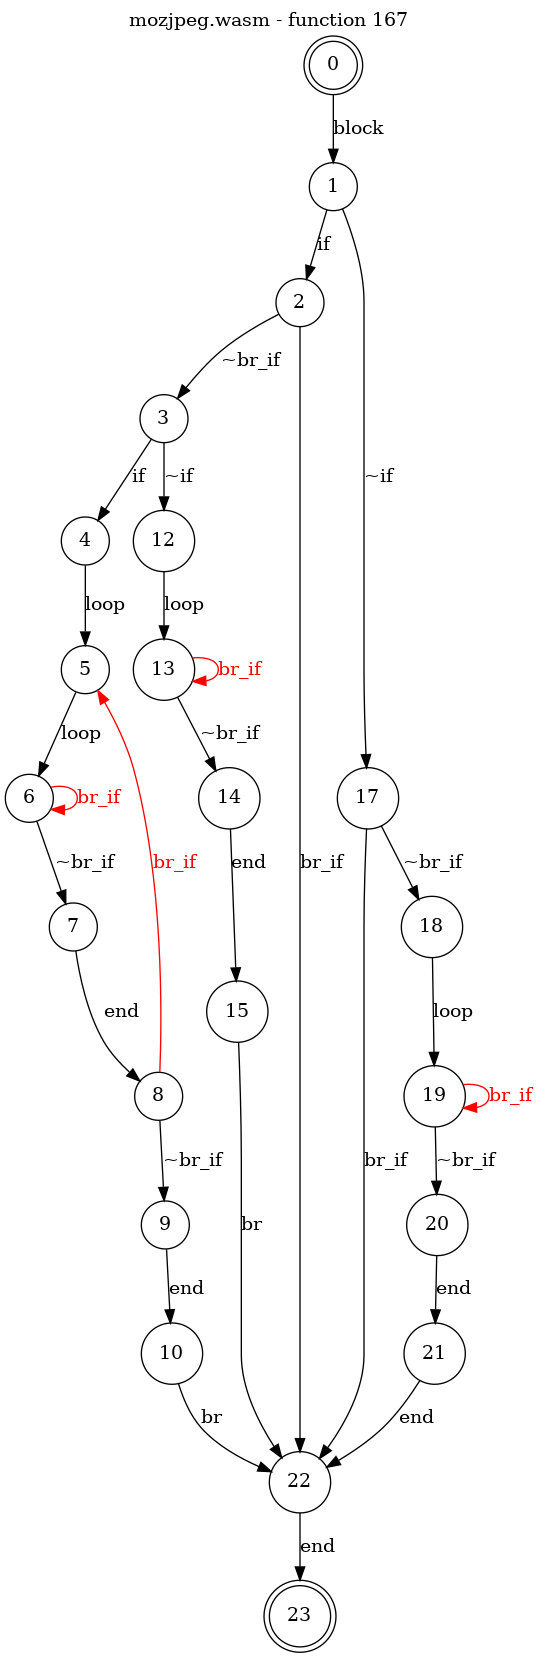 mozjpeg.wasm - function 167
0
block
1
if
2
~br_if
3
~if
if
~if
4
12
loop
loop
5
13
br_if
loop
~br_if
6
br_if
14
17
~br_if
br_if
end
br_if
~br_if
7
18
end
15
loop
8
19
br_if
~br_if
br
br_if
~br_if
9
20
end
end
10
21
br
end
22
end
23